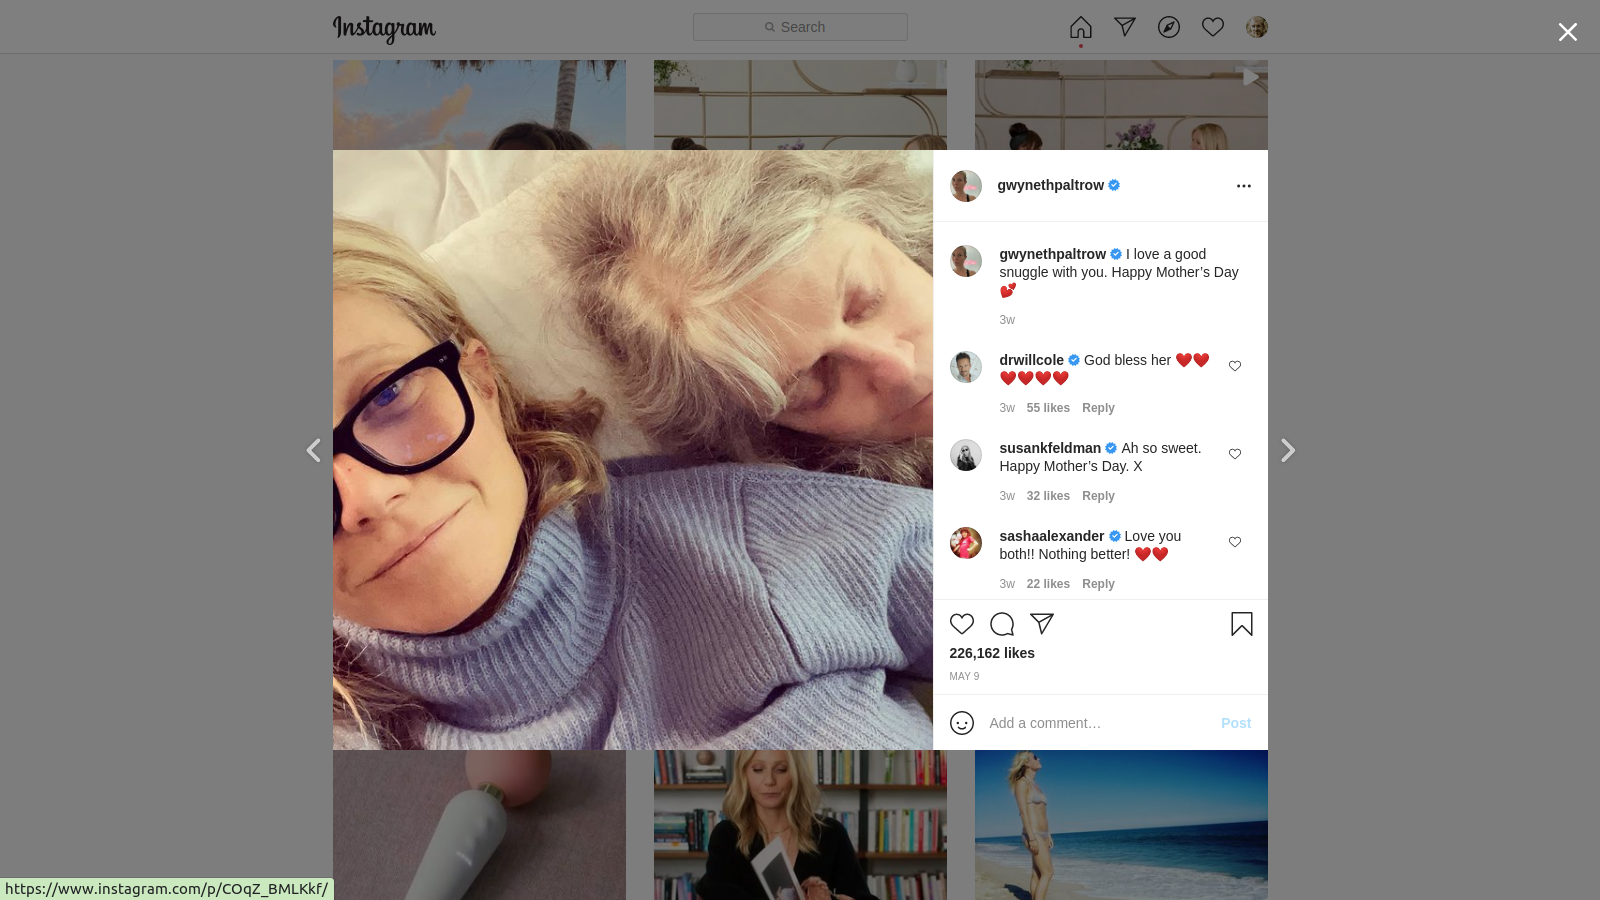 Instagram
Search
gwynethpaltrow
gwynethpaltrow I love a good
snuggle with you. Happy Mother’s Day
💕
3w
drwillcole God bless her ❤️❤️
❤️❤️❤️❤️
3w 55 likes Reply
susankfeldman Ah so sweet.
Happy Mother’s Day. X
3w 32 likes Reply
sashaalexander Love you
both!! Nothing better! ❤️❤️
3w 22 likes Reply
226,162 likes
MAY 9
Add a comment… Post
https://www.instagram.com/p/COqZ_BMLKkf/